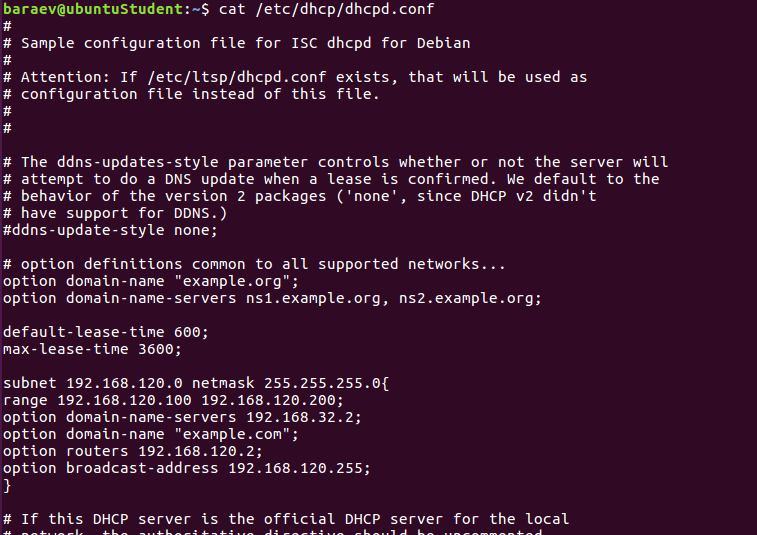 baraev@ubuntuStudent:~$ cat /etc/dhcp/dhcpd.conf
#
# Sample configuration file for ISC dhcpd for Debian
#
# Attention: If /etc/ltsp/dhcpd.conf exists, that will be used as
# configuration file instead of this file.
#
#

# The ddns-updates-style parameter controls whether or not the server will
# attempt to do a DNS update when a lease is confirmed. We default to the
# behavior of the version 2 packages ('none', since DHCP v2 didn't
# have support for DDNS.)
#ddns-update-style none;

# option definitions common to all supported networks...
option domain-name "example.org";
option domain-name-servers ns1.example.org, ns2.example.org;

default-lease-time 600;
max-lease-time 3600;

subnet 192.168.120.0 netmask 255.255.255.0{
range 192.168.120.100 192.168.120.200;
option domain-name-servers 192.168.32.2;
option domain-name "example.com";
option routers 192.168.120.2;
option broadcast-address 192.168.120.255;
}

# If this DHCP server is the official DHCP server for the local
# network, the authoritative directive should be uncommented